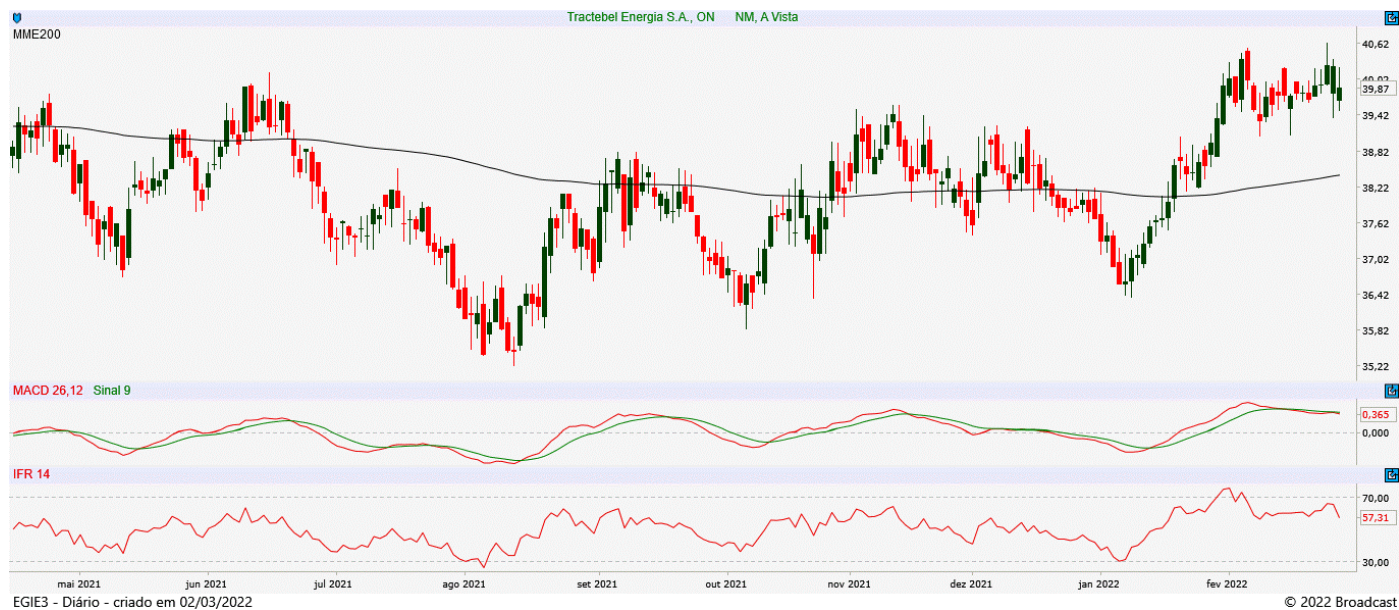 Tractebel Energia S.A., ON NM, A Vista
MME200
40,62
40,02
39,87
39,42
38,82
38,22
37,62
37,02
36,42
35,82
35,22
MACD 26,12 Sinal 9
0,365
0,000
IFR 14
70,00
57,31
30,00
mai 2021 jun 2021 jul 2021 ago 2021 set 2021 out 2021 nov 2021 dez 2021 jan 2022 fev 2022
EGIE3 - Diário - criado em 02/03/2022 © 2022 Broadcast